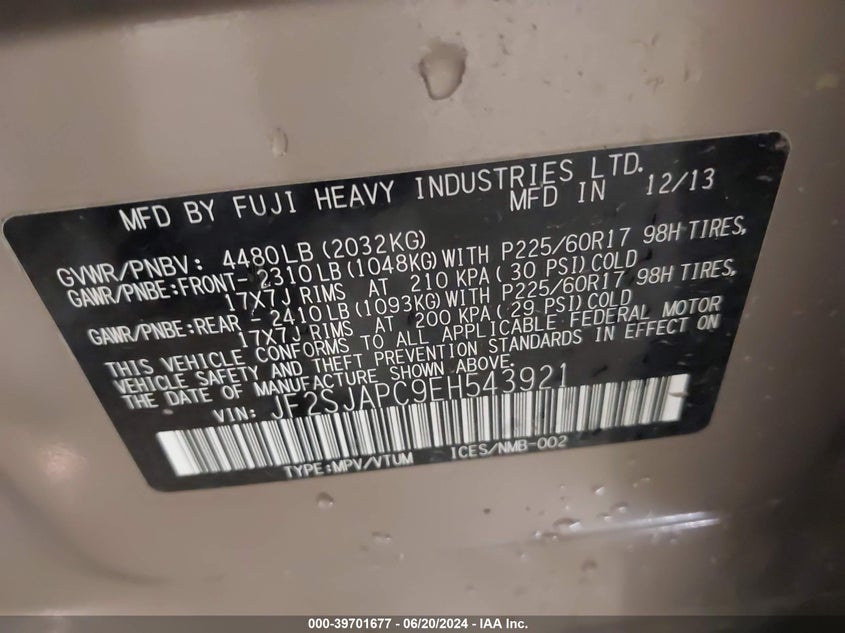 MFD BY FUJI HEAVY INDUSTRIES LTD.
MFD IN 12/13
GVWR/PNBV: 4480LB (2032KG)
GAWR/PNBE:FRONT- 2310LB (1048KG) WITH P225/60R17 98H TIRES,
17X7J RIMS AT 210 KPA (30 PSI) COLD
GAWR/PNBE:REAR - 2410LB (1093KG) WITH P225/60R17 98H TIRES,
17X7J RIMS AT 200 KPA (29 PSI) COLD
THIS VEHICLE CONFORMS TO ALL APPLICABLE FEDERAL MOTOR
VEHICLE SAFETY AND THEFT PREVENTION STANDARDS IN EFFECT ON
THE DATE OF MANUFACTURE SHOWN ABOVE.
VIN: JF2SJAPC9EH543921
TYPE:MPV/VTUM ICES/NMB-002
000-39701677 - 06/20/2024 - IAA Inc.